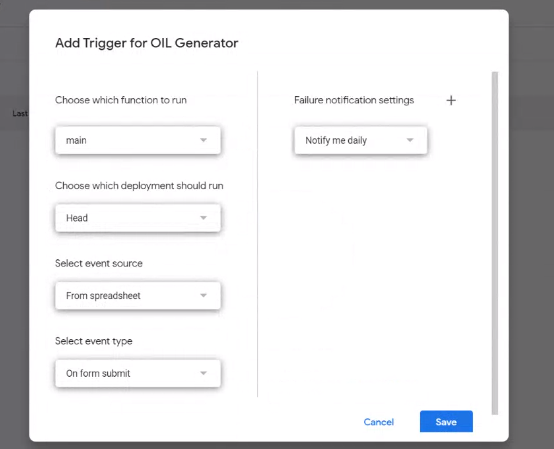 Add Trigger for OIL Generator
Last
Choose which function to run
main
Choose which deployment should run
Head
Select event source
From spreadsheet
Select event type
On form submit
Failure notification settings
Notify me daily
Cancel
Save